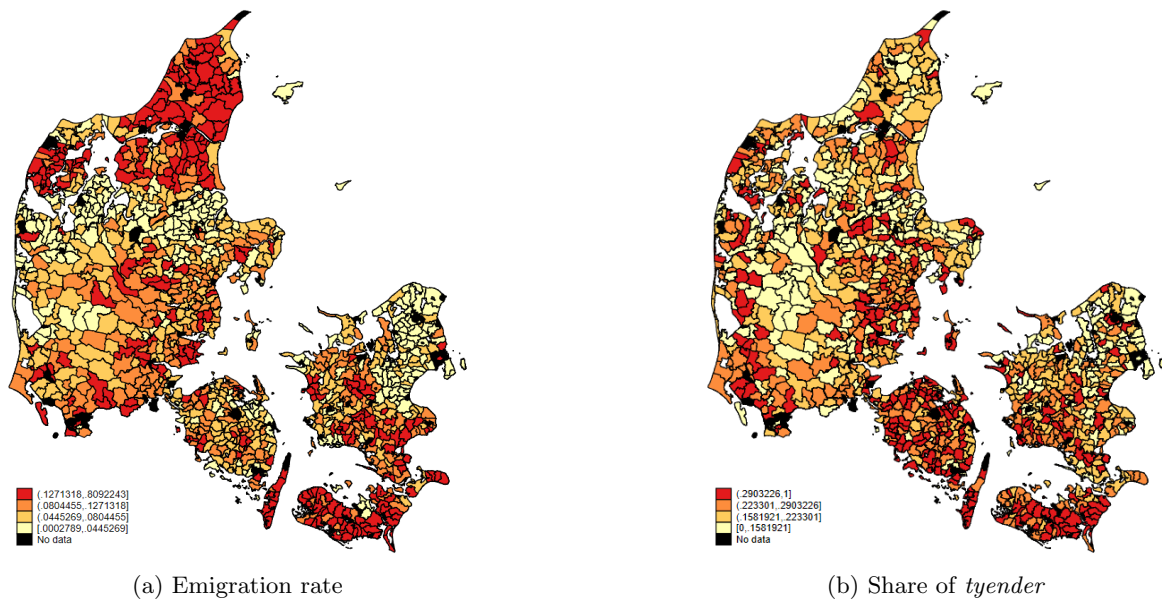 (.1271318,.8092243]
(.0804455,.1271318]
(.0445269,.0804455]
[.0002789,.0445269]
No data
(.2903226,1]
(.223301,.2903226]
(.1581921,.223301]
[0,.1581921]
No data
(a) Emigration rate
(b) Share of tyender